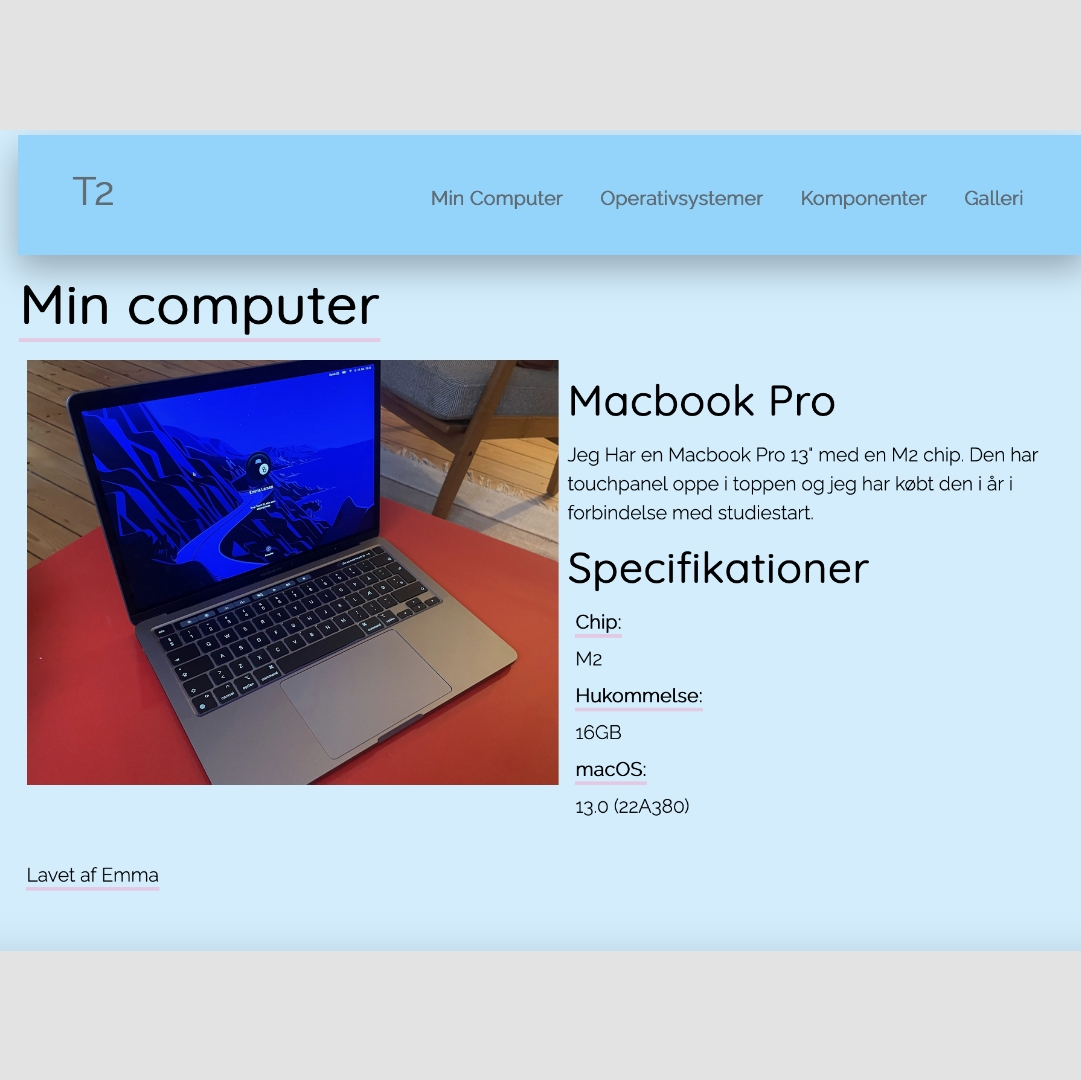 T2
Min Computer Operativsystemer Komponenter Galleri
Min computer
Macbook Pro
Jeg Har en Macbook Pro 13" med en M2 chip. Den har
touchpanel oppe i toppen og jeg har købt den i år i
forbindelse med studiestart.
Specifikationer
Chip:
M2
Hukommelse:
16GB
macOS:
13.0 (22A380)
Lavet af Emma